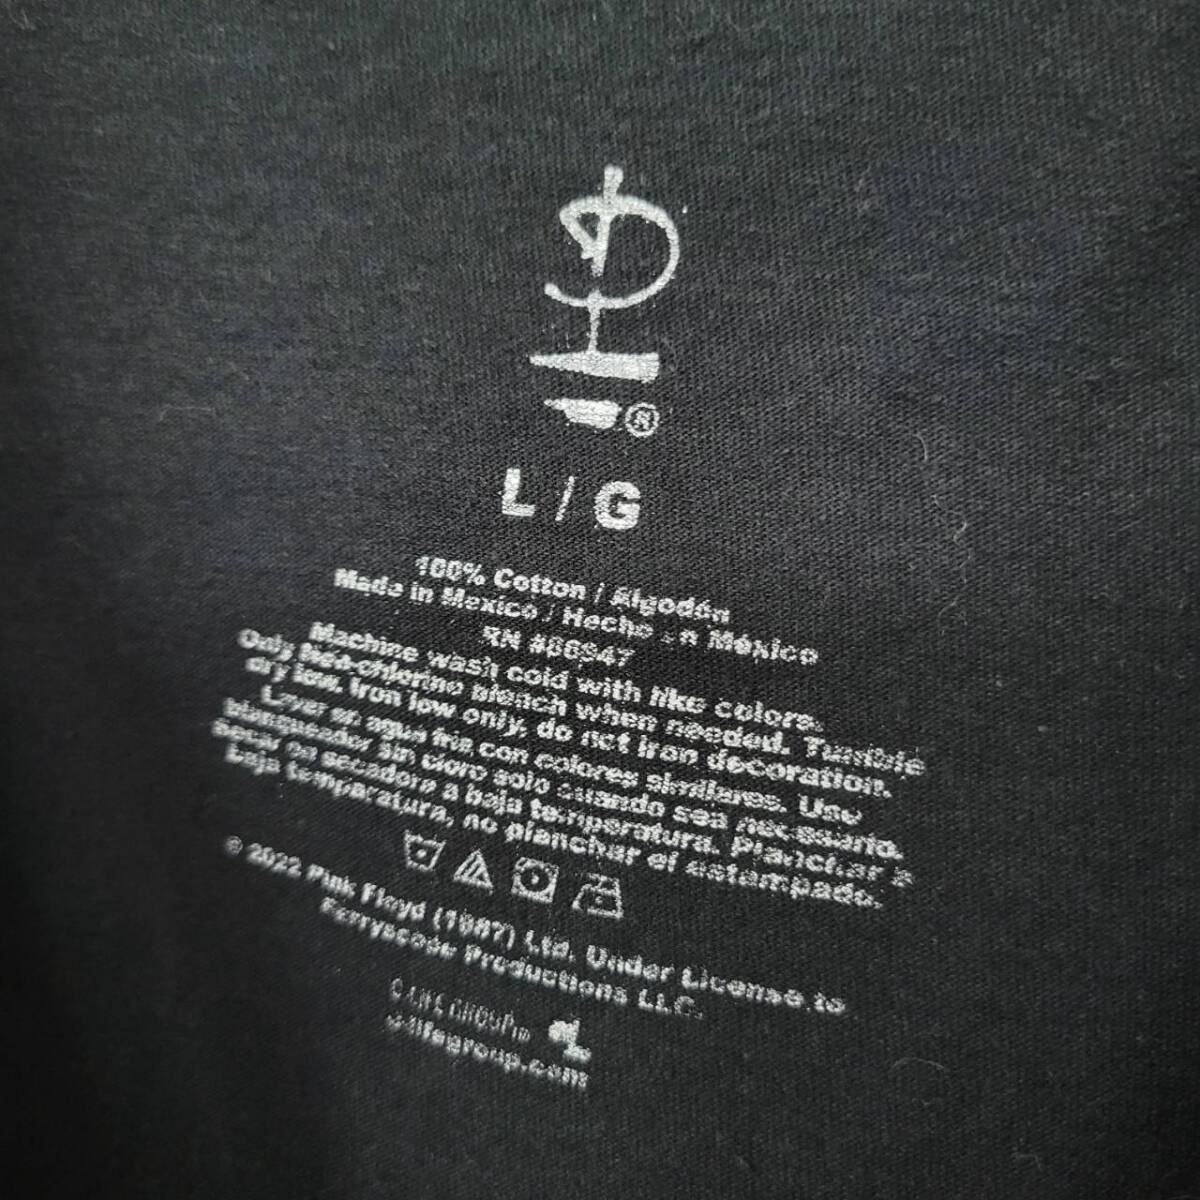 ®
L / G
100% Cotton / Algodón
Made in Mexico / Hecho en México
RN #86947
Machine wash cold with like colors.
Only Non-chlorine bleach when needed. Tumble
dry low. Iron low only, do not iron decoration.
Lavar en agua fria con colores similares. Use
blanqueador sin cloro solo cuando sea necesario.
Secar en secadora a baja temperatura. Planchar a
baja temperatura, no planchar el estampado.
© 2022 Pink Floyd (1987) Ltd. Under License to
Perryscope Productions LLC.
group.com